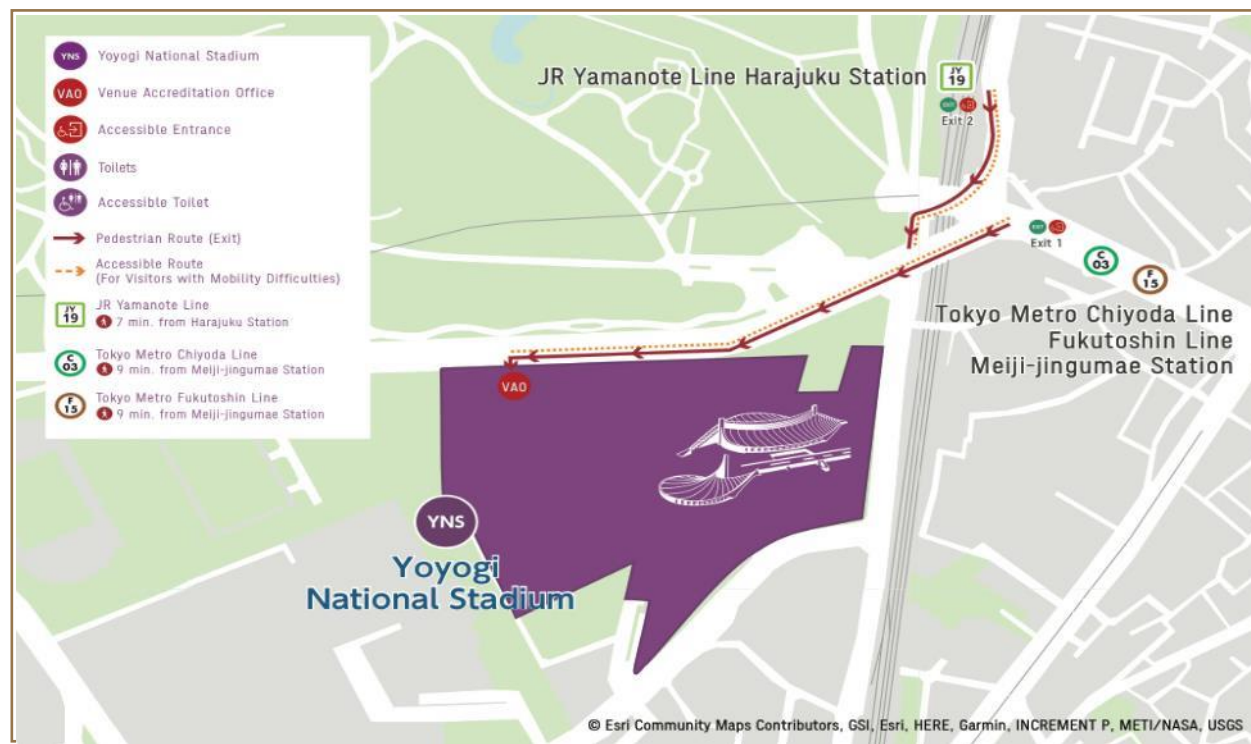 YNS
Yoyogi National Stadium
VAO
Venue Accreditation Office
Accessible Entrance
Toilets
Accessible Toilet
Pedestrian Route (Exit)
Accessible Route
(For Visitors with Mobility Difficulties)
JY
19
JR Yamanote Line
7 min. from Harajuku Station
C
03
Tokyo Metro Chiyoda Line
9 min. from Meiji-jingumae Station
F
15
Tokyo Metro Fukutoshin Line
9 min. from Meiji-jingumae Station
JR Yamanote Line Harajuku Station
JY
19
EXIT
Exit 2
EXIT
Exit 1
C
03
F
15
Tokyo Metro Chiyoda Line
Fukutoshin Line
Meiji-jingumae Station
VAO
YNS
Yoyogi
National Stadium
© Esri Community Maps Contributors, GSI, Esri, HERE, Garmin, INCREMENT P, METI/NASA, USGS